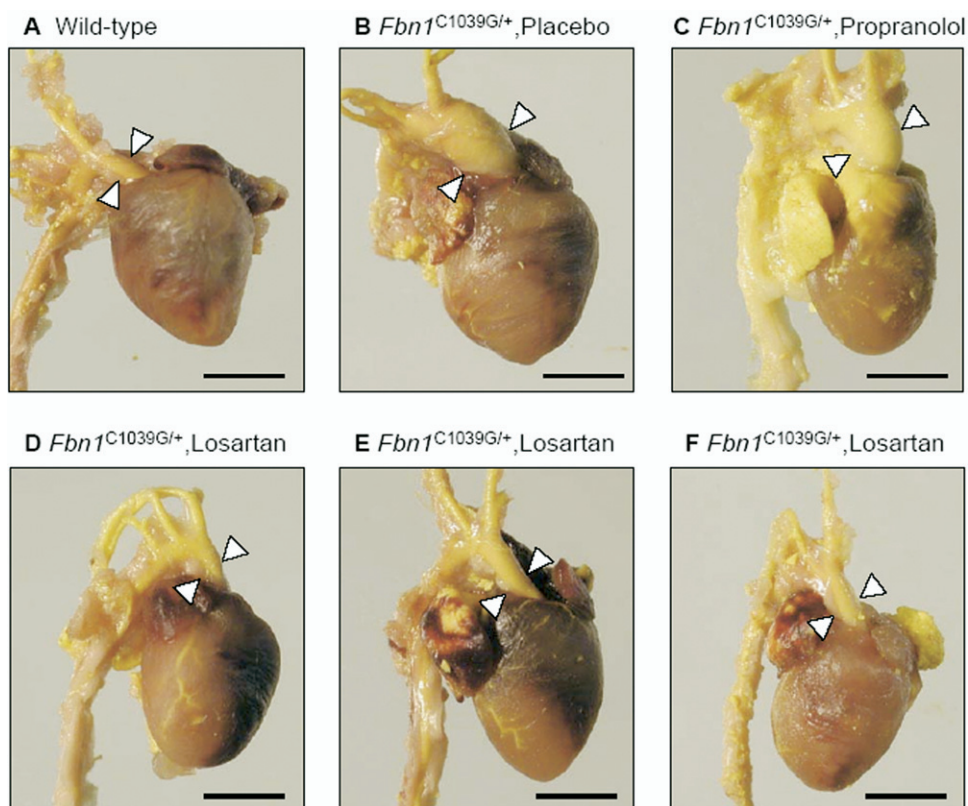 A Wild-type
B Fbn1C1039G/+,Placebo
C Fbn1C1039G/+,Propranolol
D Fbn1C1039G/+,Losartan
E Fbn1C1039G/+,Losartan
F Fbn1C1039G/+,Losartan